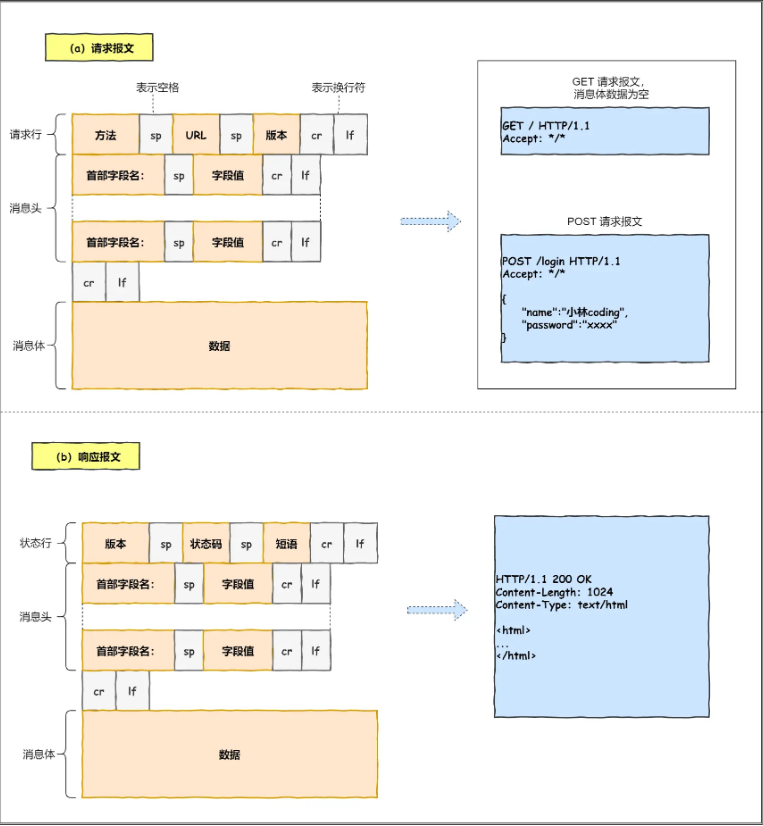 （a）请求报文
表示空格
表示换行符
请求行
方法 sp URL sp 版本 cr lf
消息头
首部字段名： sp 字段值 cr lf
首部字段名： sp 字段值 cr lf
cr lf
消息体
数据
GET 请求报文，
消息体数据为空
GET / HTTP/1.1
Accept: */*
POST 请求报文
POST /login HTTP/1.1
Accept: */*
{
"name":"小林coding",
"password":"xxxx"
}
（b）响应报文
状态行
版本 sp 状态码 sp 短语 cr lf
消息头
首部字段名： sp 字段值 cr lf
首部字段名： sp 字段值 cr lf
cr lf
消息体
数据
HTTP/1.1 200 OK
Content-Length: 1024
Content-Type: text/html
<html>
...
</html>